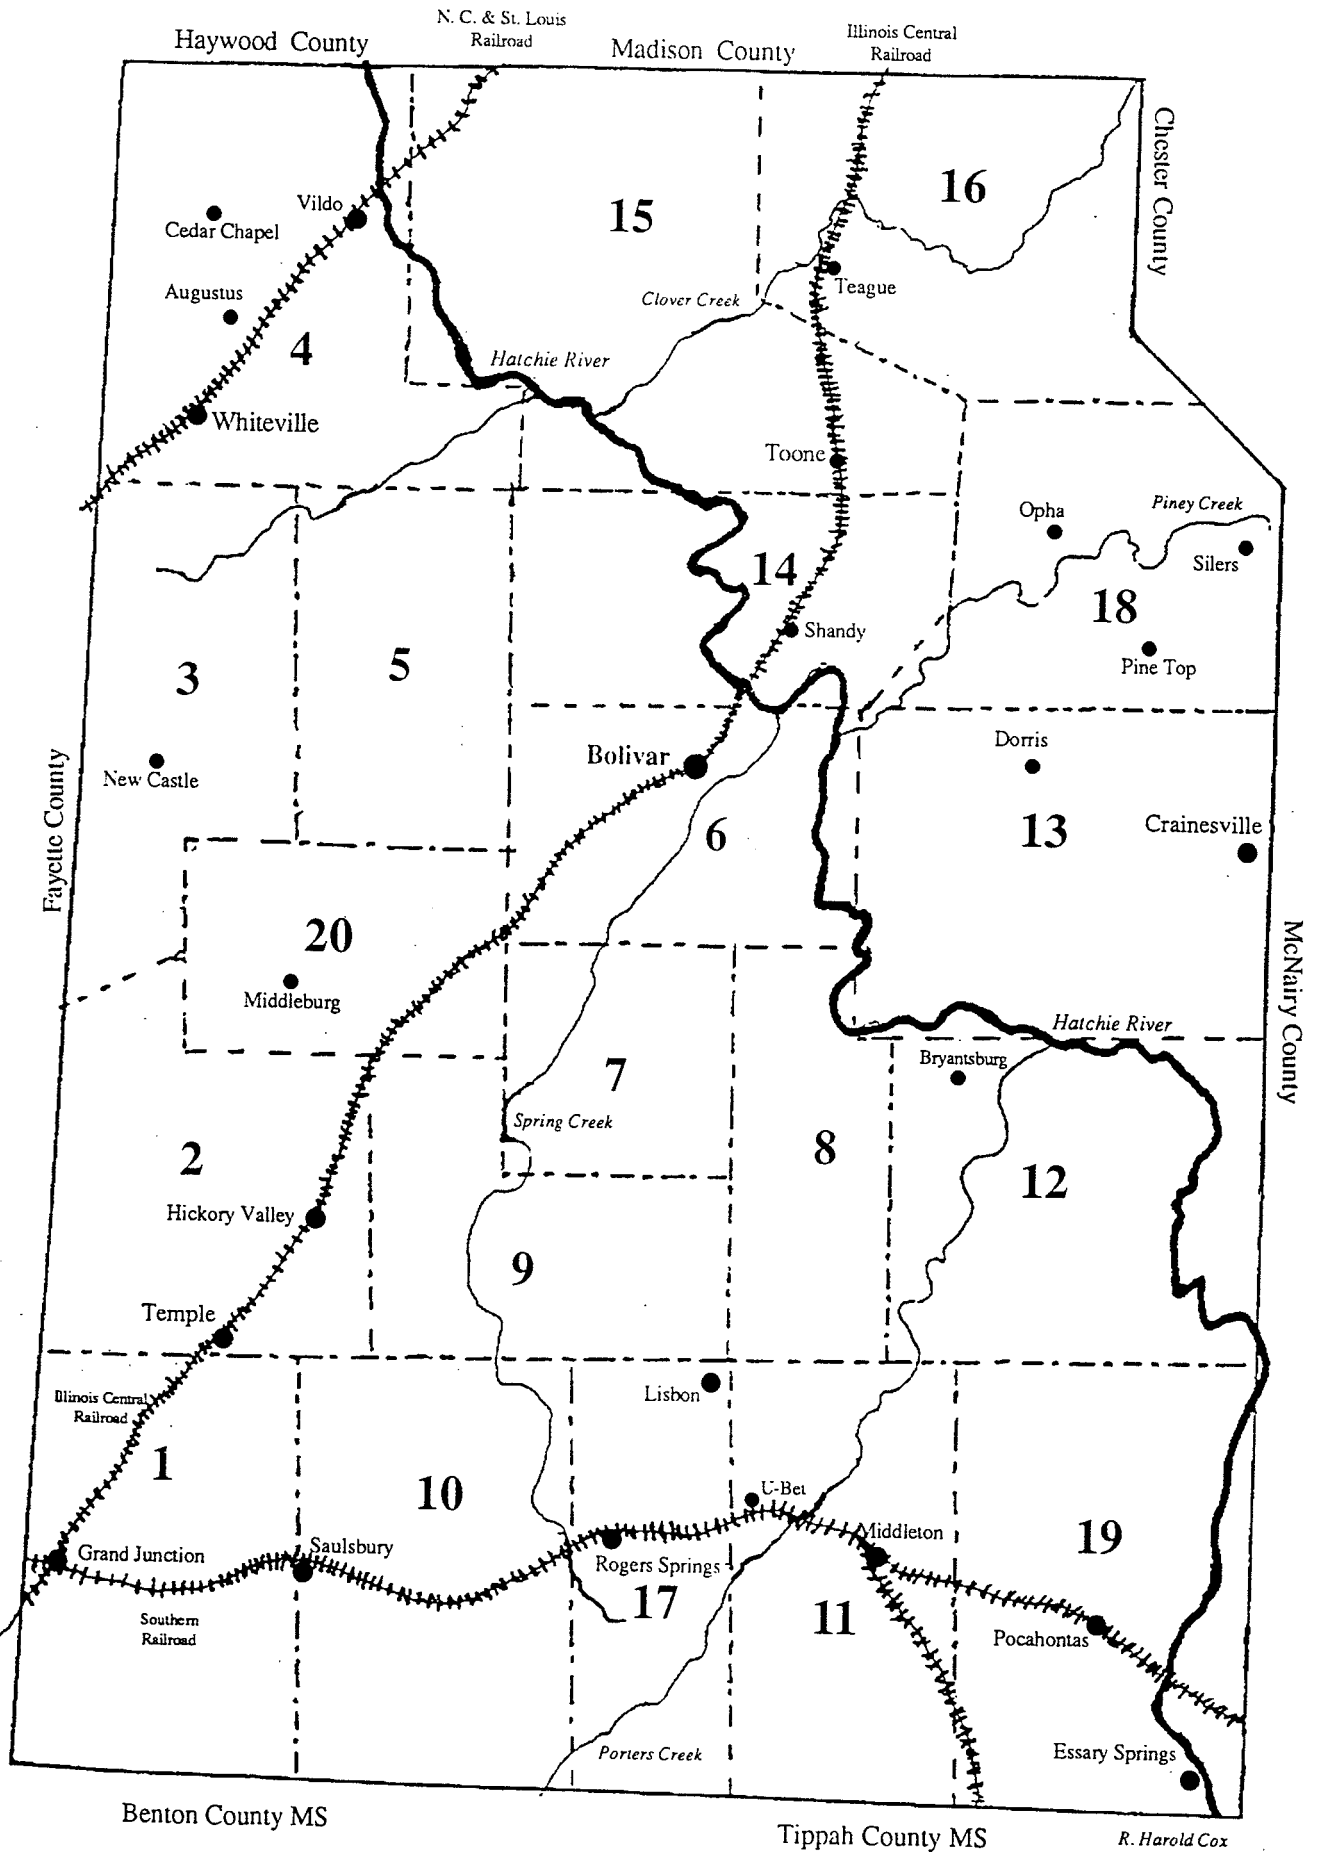 N. C. & St. Louis
Railroad
Illinois Central
Railroad
Haywood County
Madison County
Chester County
16
15
Vildo
Cedar Chapel
Teague
Augustus
Clover Creek
4
Hatchie River
Whiteville
Toone
Opha
Piney Creek
Silers
14
18
Shandy
Pine Top
3
5
Dorris
Bolivar
New Castle
Fayette County
6
13
Crainesville
20
Middleburg
McNairy County
Hatchie River
Bryantsburg
7
Spring Creek
8
2
12
Hickory Valley
9
Temple
Lisbon
Illinois Central
Railroad
1
10
U-Bet
Middleton
19
Grand Junction
Saulsbury
Rogers Springs
17
11
Southern
Railroad
Pocahontas
Porters Creek
Essary Springs
Benton County MS
Tippah County MS
R. Harold Cox